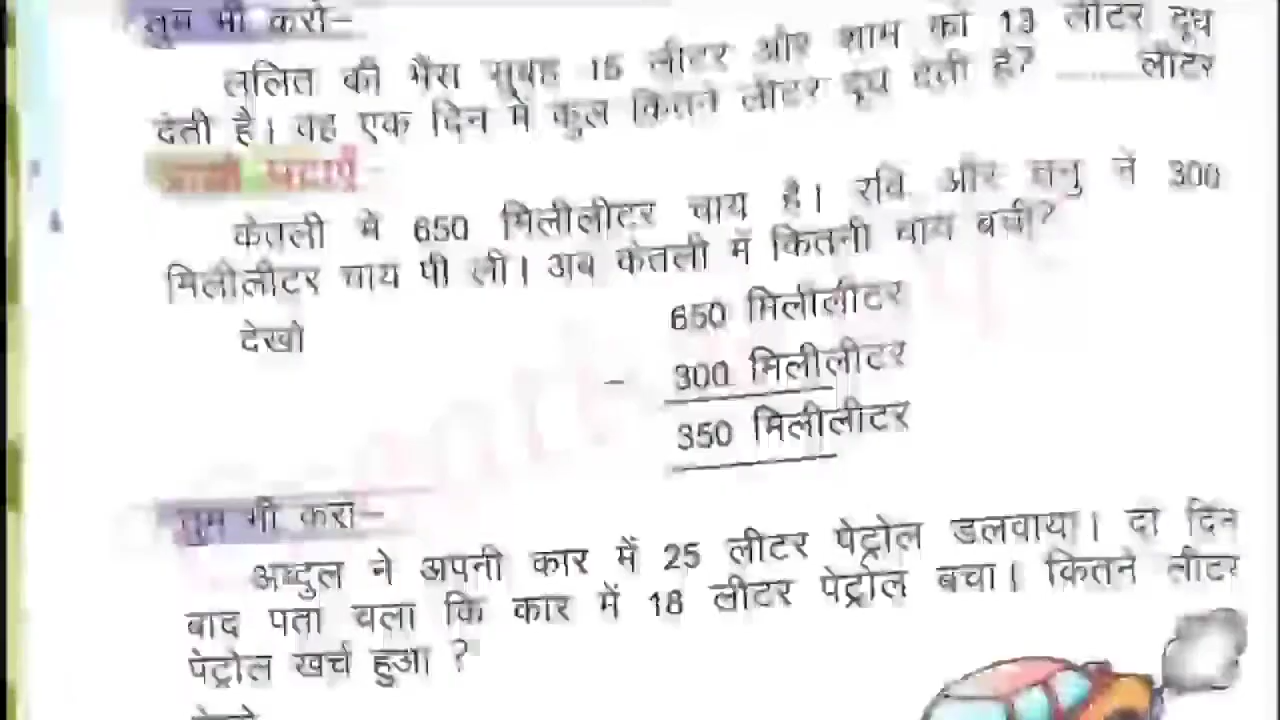 तुम भी करो–
ललित की भैंस सुबह 15 लीटर और शाम को 13 लीटर दूध
देती है। वह एक दिन में कुल कितने लीटर दूध देती है? ........ लीटर
आओ घटाएँ–
केतली में 650 मिलीलीटर चाय है। रवि और मनु ने 300
मिलीलीटर चाय पी ली। अब केतली में कितनी चाय बची?
देखो 650 मिलीलीटर
– 300 मिलीलीटर
350 मिलीलीटर
तुम भी करो–
अब्दुल ने अपनी कार में 25 लीटर पेट्रोल डलवाया। दो दिन
बाद पता चला कि कार में 18 लीटर पेट्रोल बचा। कितने लीटर
पेट्रोल खर्च हुआ ?